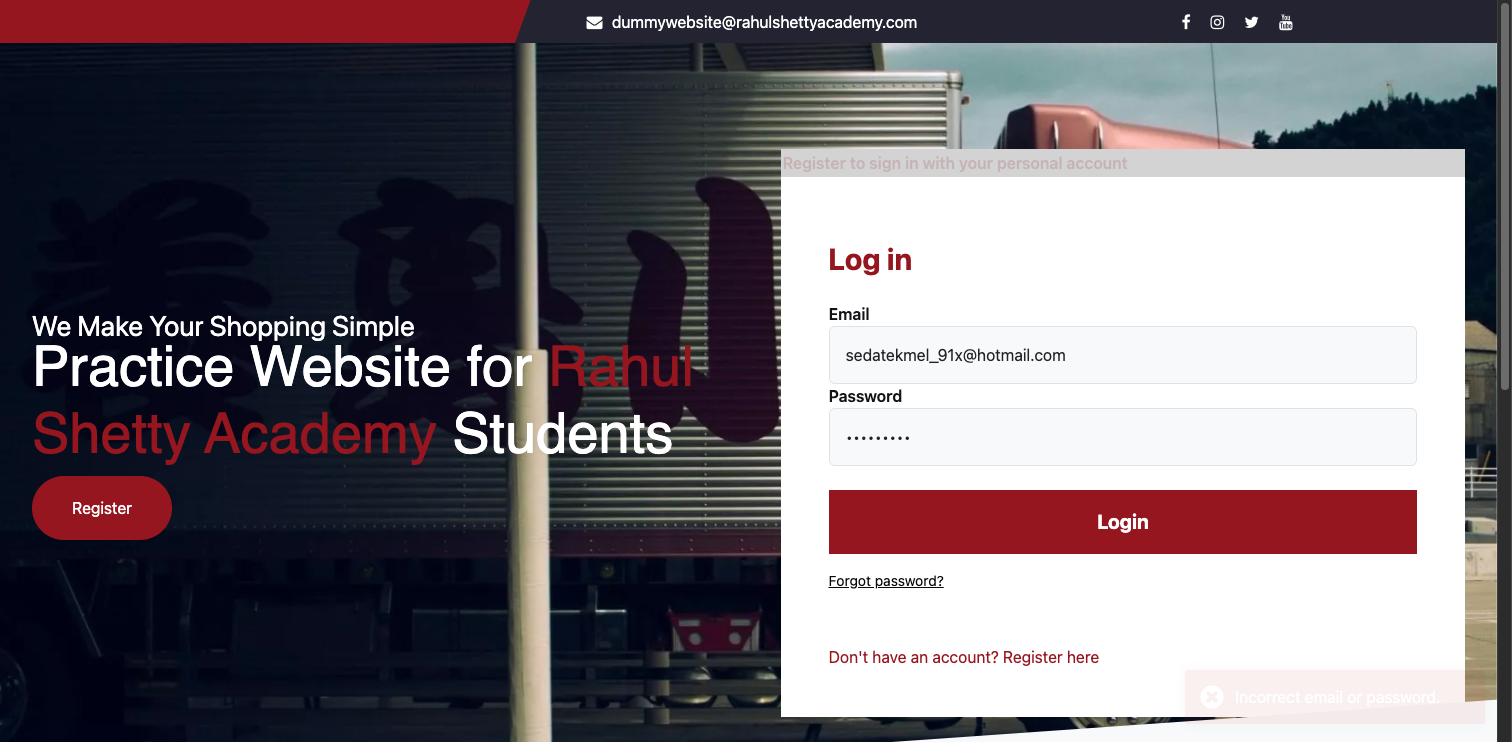 dummywebsite@rahulshettyacademy.com
You
Tube
Register to sign in with your personal account
We Make Your Shopping Simple
Practice Website for Rahul
Shetty Academy Students
Register
Log in
Email
sedatekmel_91x@hotmail.com
Password
•••••••••
Login
Forgot password?
Don't have an account? Register here
Incorrect email or password.